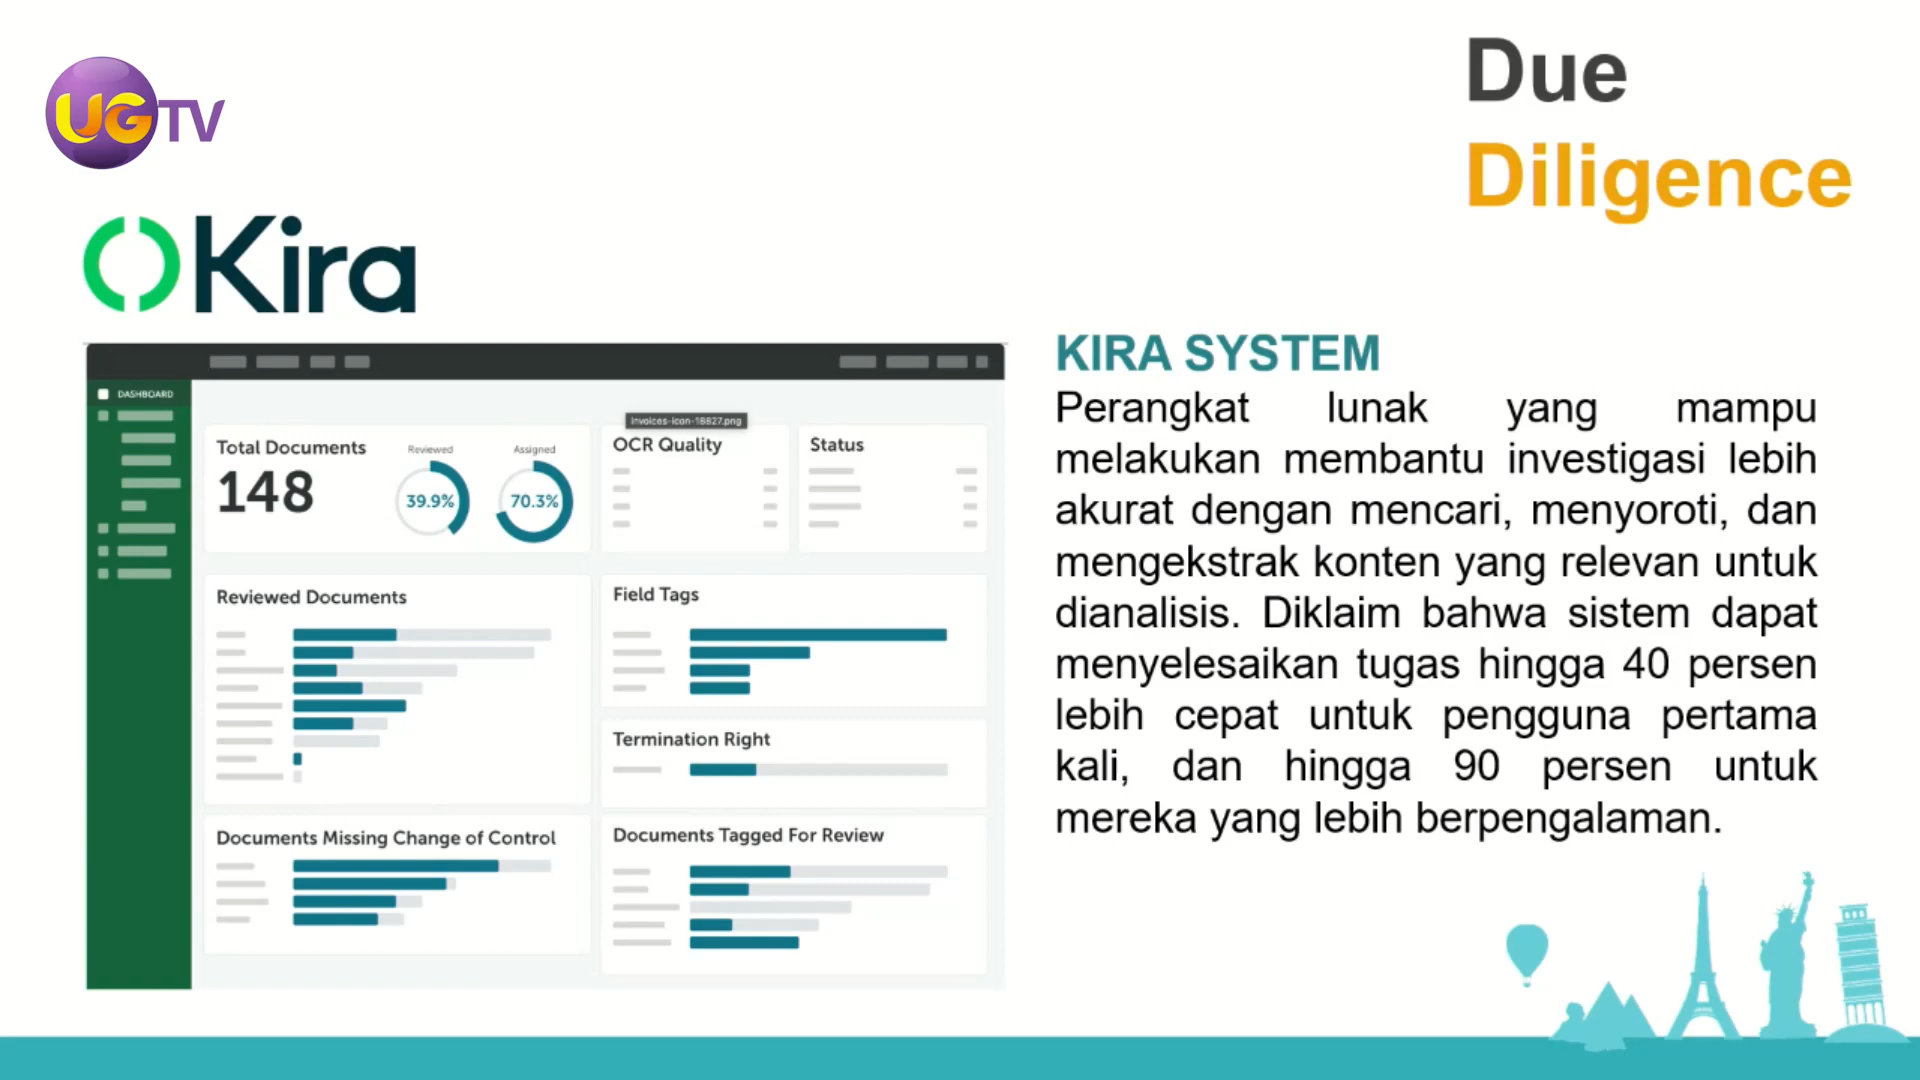 UGTV
Due
Diligence
Kira
DASHBOARD
invoices-icon-18827.png
Total Documents
148
Reviewed
39.9%
Assigned
70.3%
OCR Quality
Status
Reviewed Documents
Field Tags
Termination Right
Documents Missing Change of Control
Documents Tagged For Review
KIRA SYSTEM
Perangkat lunak yang mampu
melakukan membantu investigasi lebih
akurat dengan mencari, menyoroti, dan
mengekstrak konten yang relevan untuk
dianalisis. Diklaim bahwa sistem dapat
menyelesaikan tugas hingga 40 persen
lebih cepat untuk pengguna pertama
kali, dan hingga 90 persen untuk
mereka yang lebih berpengalaman.